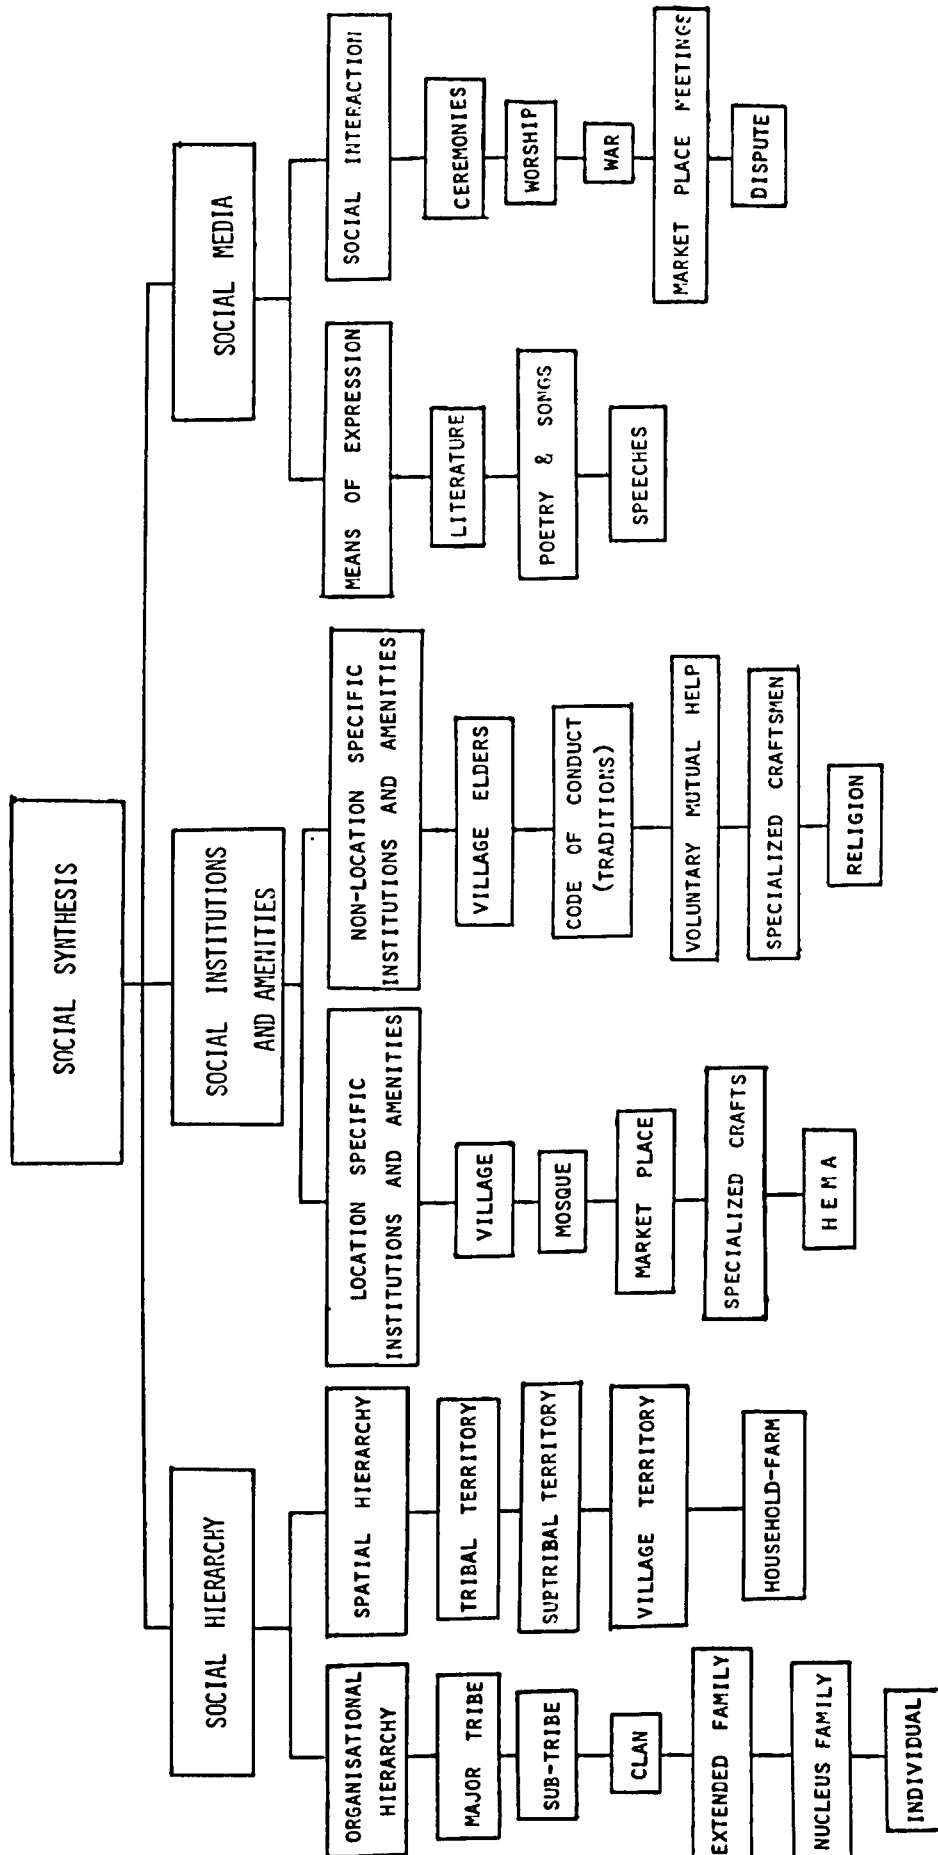 SOCIAL SYNTHESIS
SOCIAL HIERARCHY
SOCIAL INSTITUTIONS
AND AMENITIES
SOCIAL MEDIA
ORGANISATIONAL
HIERARCHY
SPATIAL HIERARCHY
LOCATION SPECIFIC
INSTITUTIONS AND AMENITIES
NON-LOCATION SPECIFIC
INSTITUTIONS AND AMENITIES
MEANS OF EXPRESSION
SOCIAL INTERACTION
MAJOR TRIBE
SUB-TRIBE
CLAN
EXTENDED FAMILY
NUCLEUS FAMILY
INDIVIDUAL
TRIBAL TERRITORY
SUPTRIBAL TERRITORY
VILLAGE TERRITORY
HOUSEHOLD-FARM
VILLAGE
MOSQUE
MARKET PLACE
SPECIALIZED CRAFTS
H E M A
VILLAGE ELDERS
CODE OF CONDUCT
(TRADITIONS)
VOLUNTARY MUTUAL HELP
SPECIALIZED CRAFTSMEN
RELIGION
LITERATURE
POETRY & SONGS
SPEECHES
CEREMONIES
WORSHIP
WAR
MARKET PLACE MEETINGS
DISPUTE